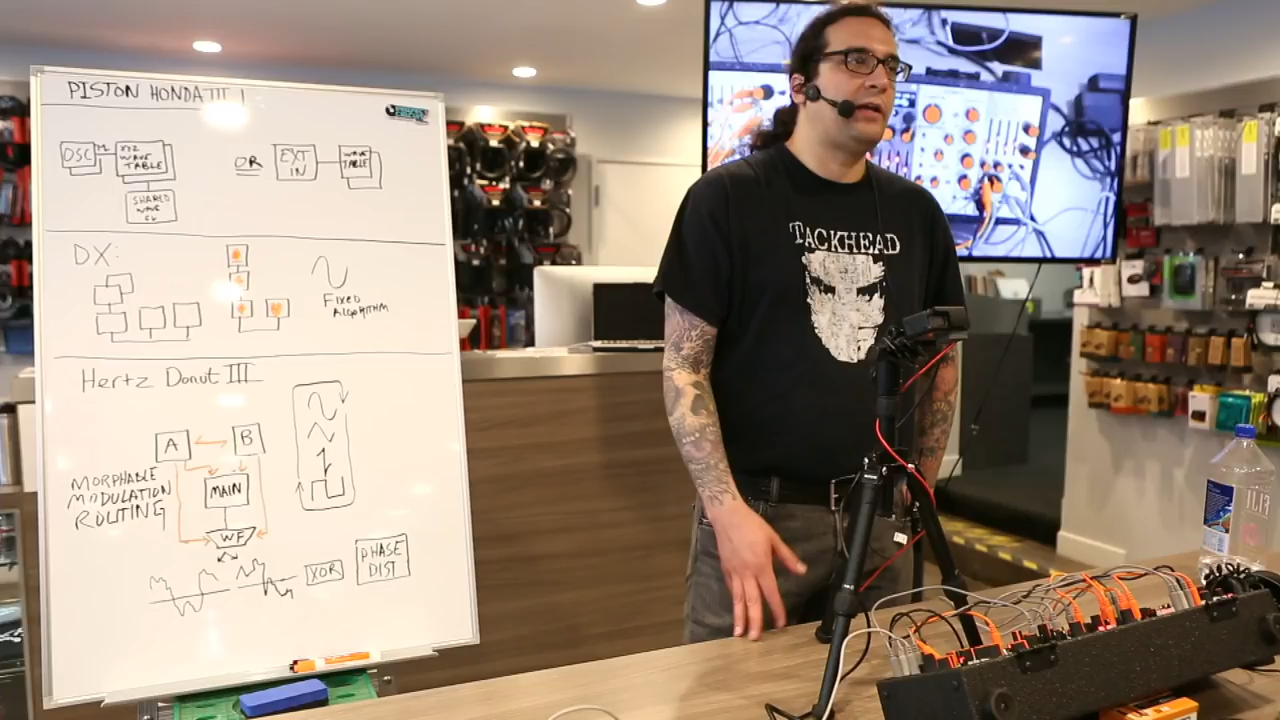 PISTON HONDA III
OSC
XYZ
WAVE
TABLE
SHARED
WAVE
OR
EXT
IN
WAVE
TABLE
DX:
FIXED
ALGORITHM
Hertz Donut III
A
B
MORPHABLE
MODULATION
ROUTING
MAIN
WF
XOR
PHASE
DIST
TACKHEAD
FIJI